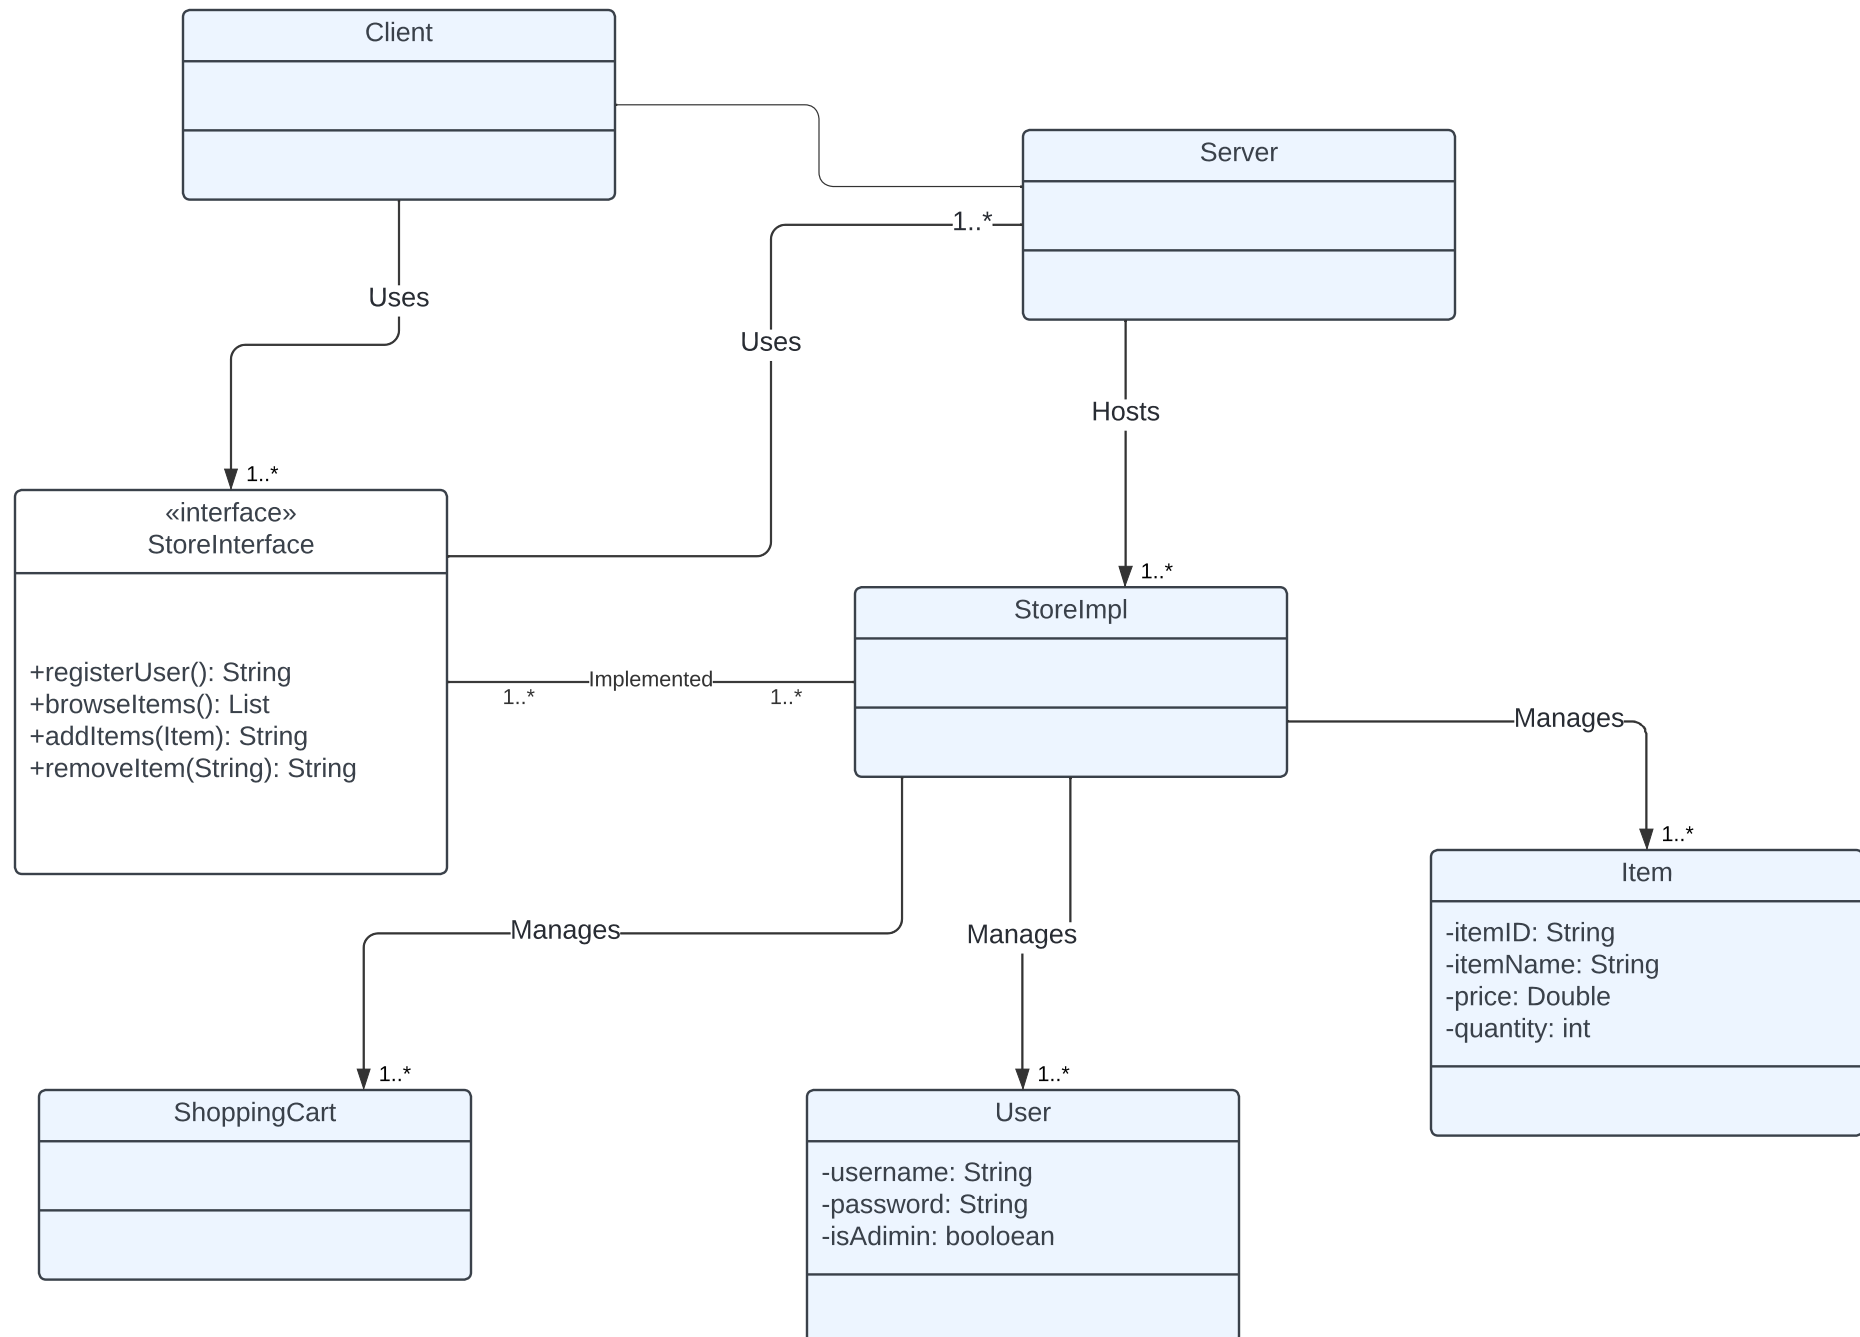 Client
Server
1..*
Uses
Uses
Hosts
1..*
«interface»
StoreInterface
1..*
StoreImpl
+registerUser(): String
+browseItems(): List
+addItems(Item): String
+removeItem(String): String
Implemented
1..*
1..*
Manages
1..*
Item
-itemID: String
-itemName: String
-price: Double
-quantity: int
Manages
Manages
1..*
1..*
ShoppingCart
User
-username: String
-password: String
-isAdimin: booloean